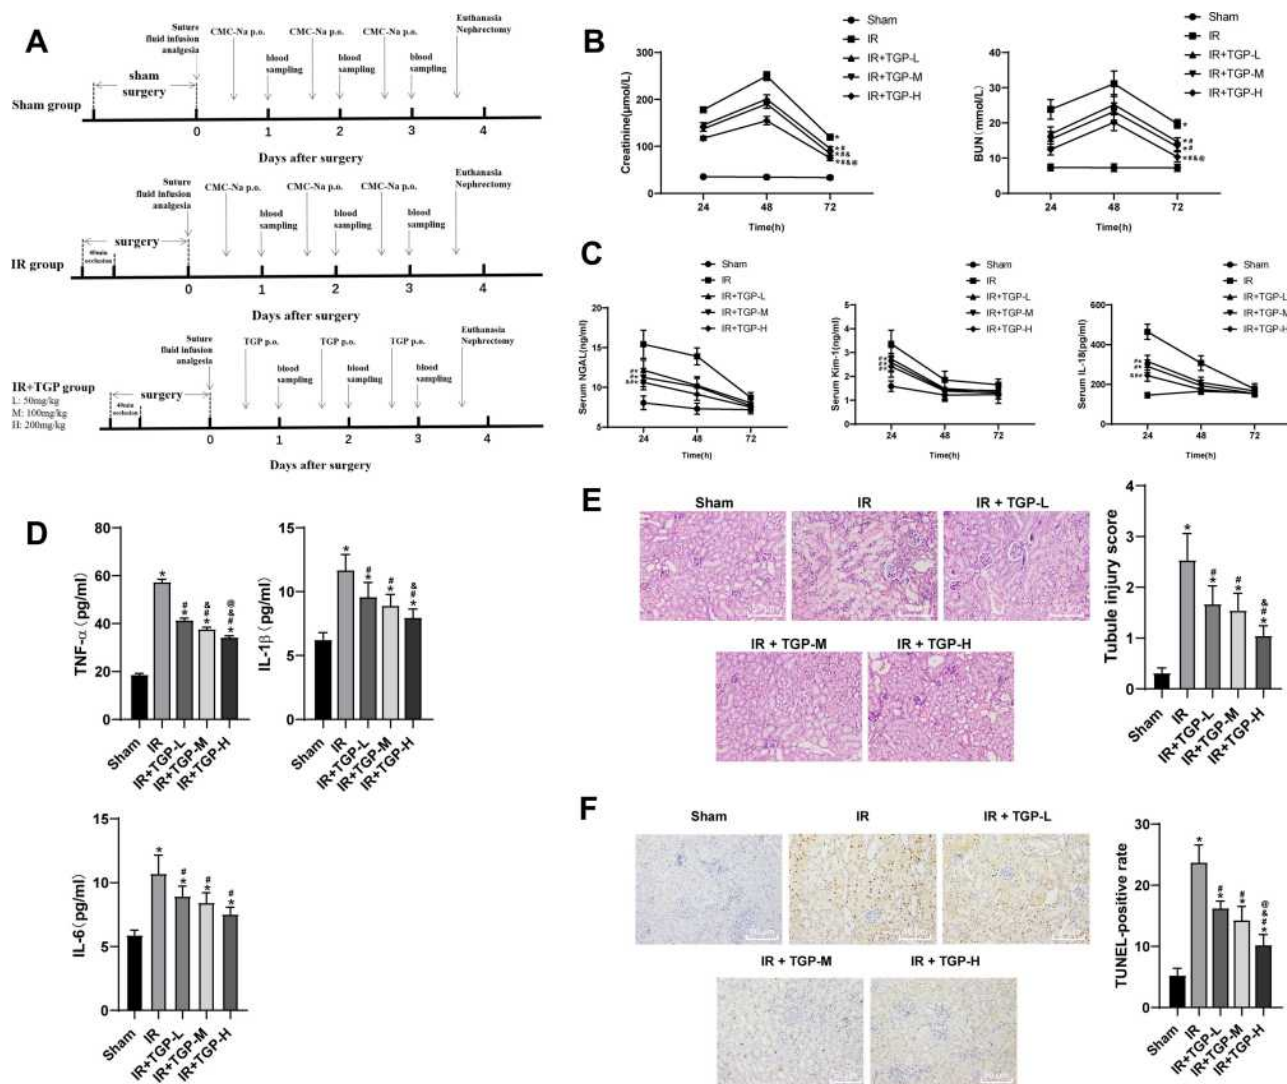 A
Suture
fluid infusion
analgesia
CMC-Na p.o. CMC-Na p.o. CMC-Na p.o.
Euthanasia
Nephrectomy
blood
sampling
blood
sampling
blood
sampling
sham
surgery
Sham group
0 1 2 3 4
Days after surgery
Suture
fluid infusion
analgesia
CMC-Na p.o. CMC-Na p.o. CMC-Na p.o.
Euthanasia
Nephrectomy
blood
sampling
blood
sampling
blood
sampling
surgery
occlusion
IR group
0 1 2 3 4
Days after surgery
Suture
fluid infusion
analgesia
TGP p.o. TGP p.o. TGP p.o.
Euthanasia
Nephrectomy
blood
sampling
blood
sampling
blood
sampling
surgery
occlusion
IR+TGP group
L: 50mg/kg
M: 100mg/kg
H: 200mg/kg
0 1 2 3 4
Days after surgery
B
Sham
IR
IR+TGP-L
IR+TGP-M
IR+TGP-H
Creatinine(μmol/L)
300
200
100
0
*
*#
*#&
*#&@
24 48 72
Time(h)
Sham
IR
IR+TGP-L
IR+TGP-M
IR+TGP-H
BUN(mmol/L)
40
30
20
10
0
*
*#
*#
*#&@
24 48 72
Time(h)
C
Sham
IR
IR+TGP-L
IR+TGP-M
IR+TGP-H
Serum NGAL(ng/ml)
20
15
10
5
24 48 72
Time(h)
Sham
IR
IR+TGP-L
IR+TGP-M
IR+TGP-H
Serum Kim-1(ng/ml)
5
4
3
2
1
0
24 48 72
Time(h)
Sham
IR
IR+TGP-L
IR+TGP-M
IR+TGP-H
Serum IL-18(pg/ml)
600
400
200
0
24 48 72
Time(h)
D
TNF-α (pg/ml)
80
60
40
20
0
*
#
*
&
#
*
@
&
#
*
Sham IR IR+TGP-L IR+TGP-M IR+TGP-H
IL-1β (pg/ml)
15
10
5
0
*
#
*
#
*
&
#
*
Sham IR IR+TGP-L IR+TGP-M IR+TGP-H
IL-6(pg/ml)
15
10
5
0
*
#
*
#
*
#
*
Sham IR IR+TGP-L IR+TGP-M IR+TGP-H
E
Sham IR IR + TGP-L
IR + TGP-M IR + TGP-H
Tubule injury score
4
3
2
1
0
*
#
*
#
*
&
#
*
Sham IR IR+TGP-L IR+TGP-M IR+TGP-H
F
Sham IR IR + TGP-L
IR + TGP-M IR + TGP-H
TUNEL-positive rate
30
20
10
0
*
#
*
#
*
@
&
#
*
Sham IR IR+TGP-L IR+TGP-M IR+TGP-H